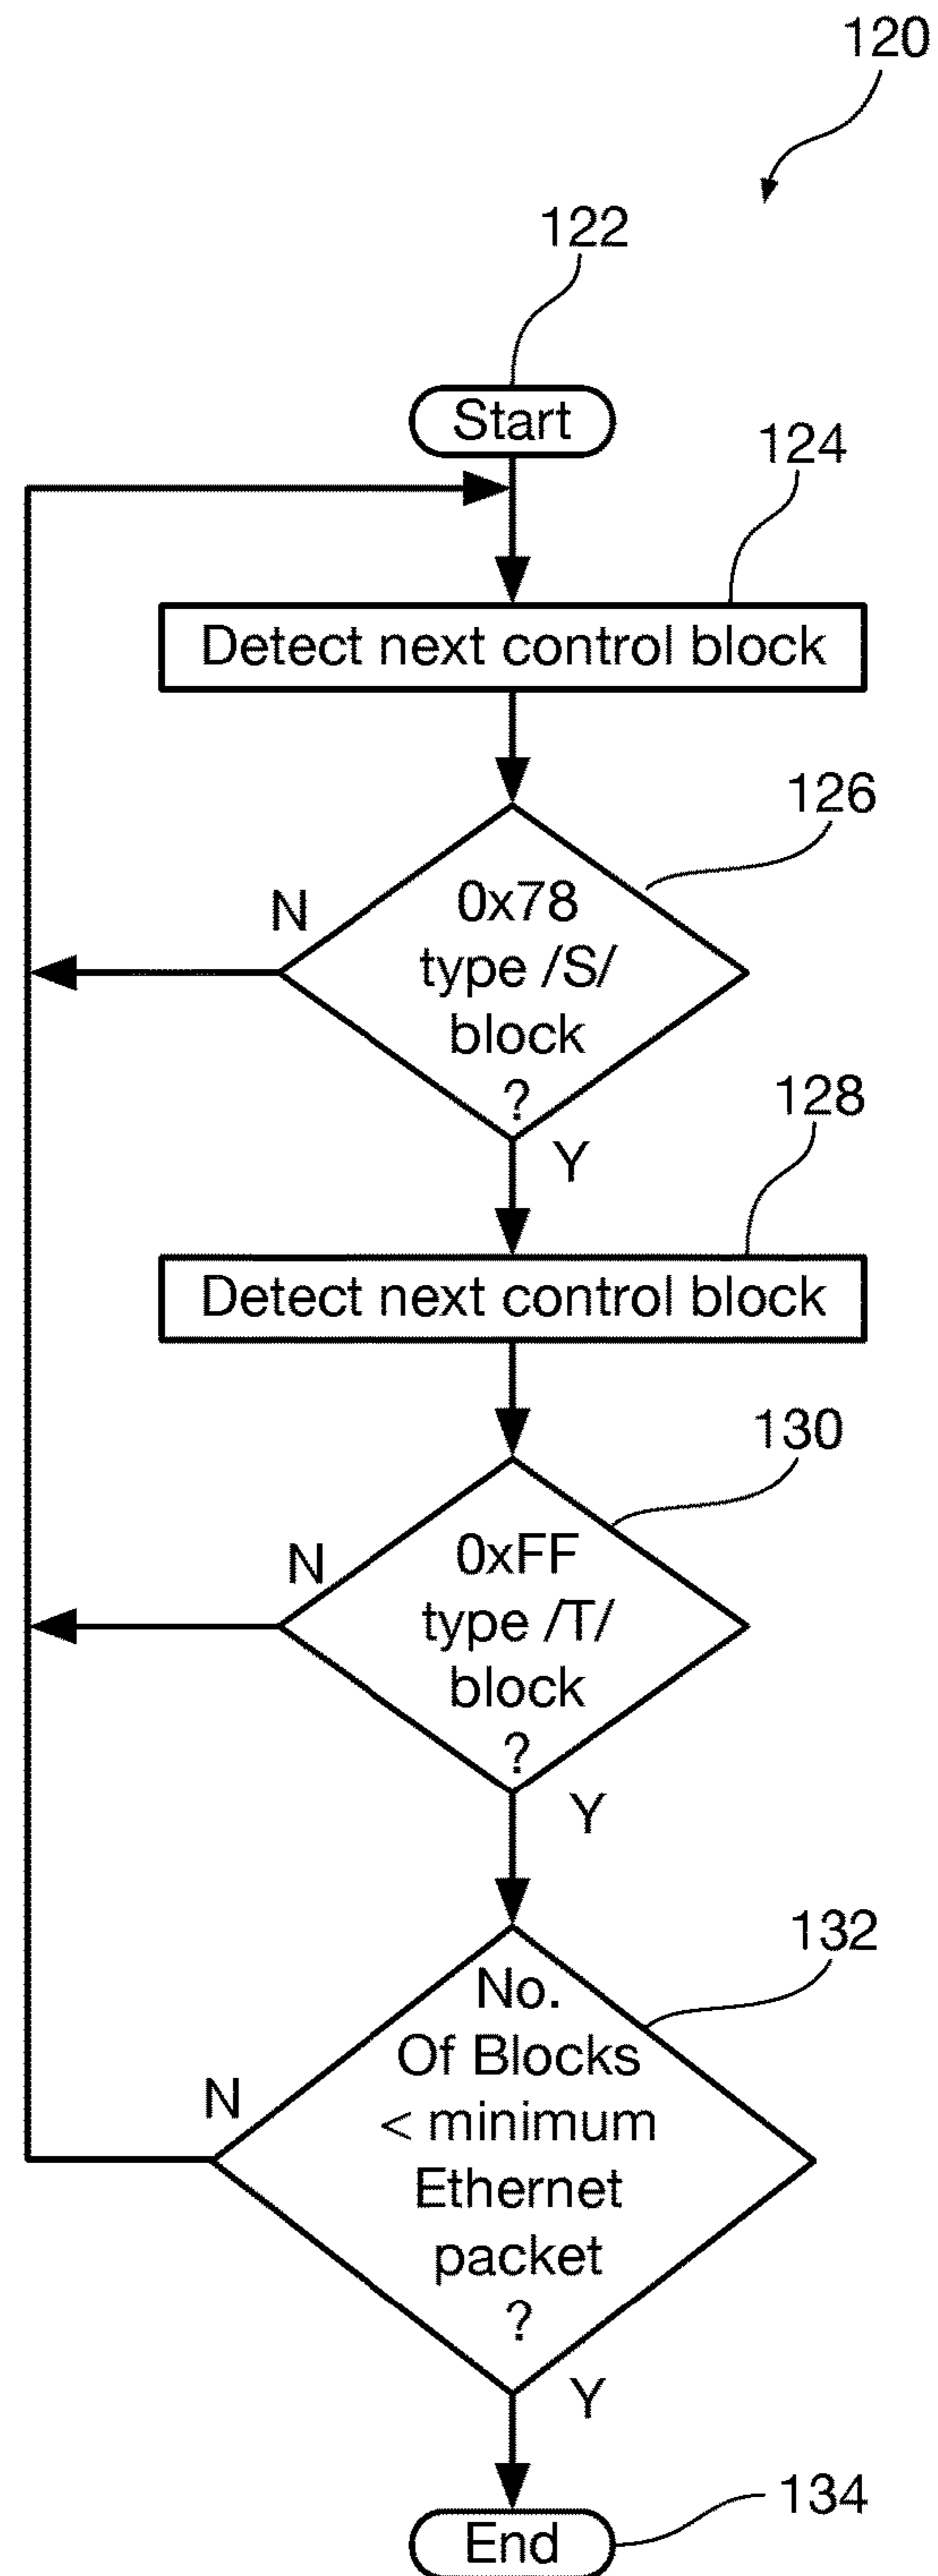 120
122
Start
124
Detect next control block
126
N
0x78
type /S/
block
?
Y
128
Detect next control block
130
N
0xFF
type /T/
block
?
Y
132
No.
Of Blocks
< minimum
Ethernet
packet
?
N
Y
134
End